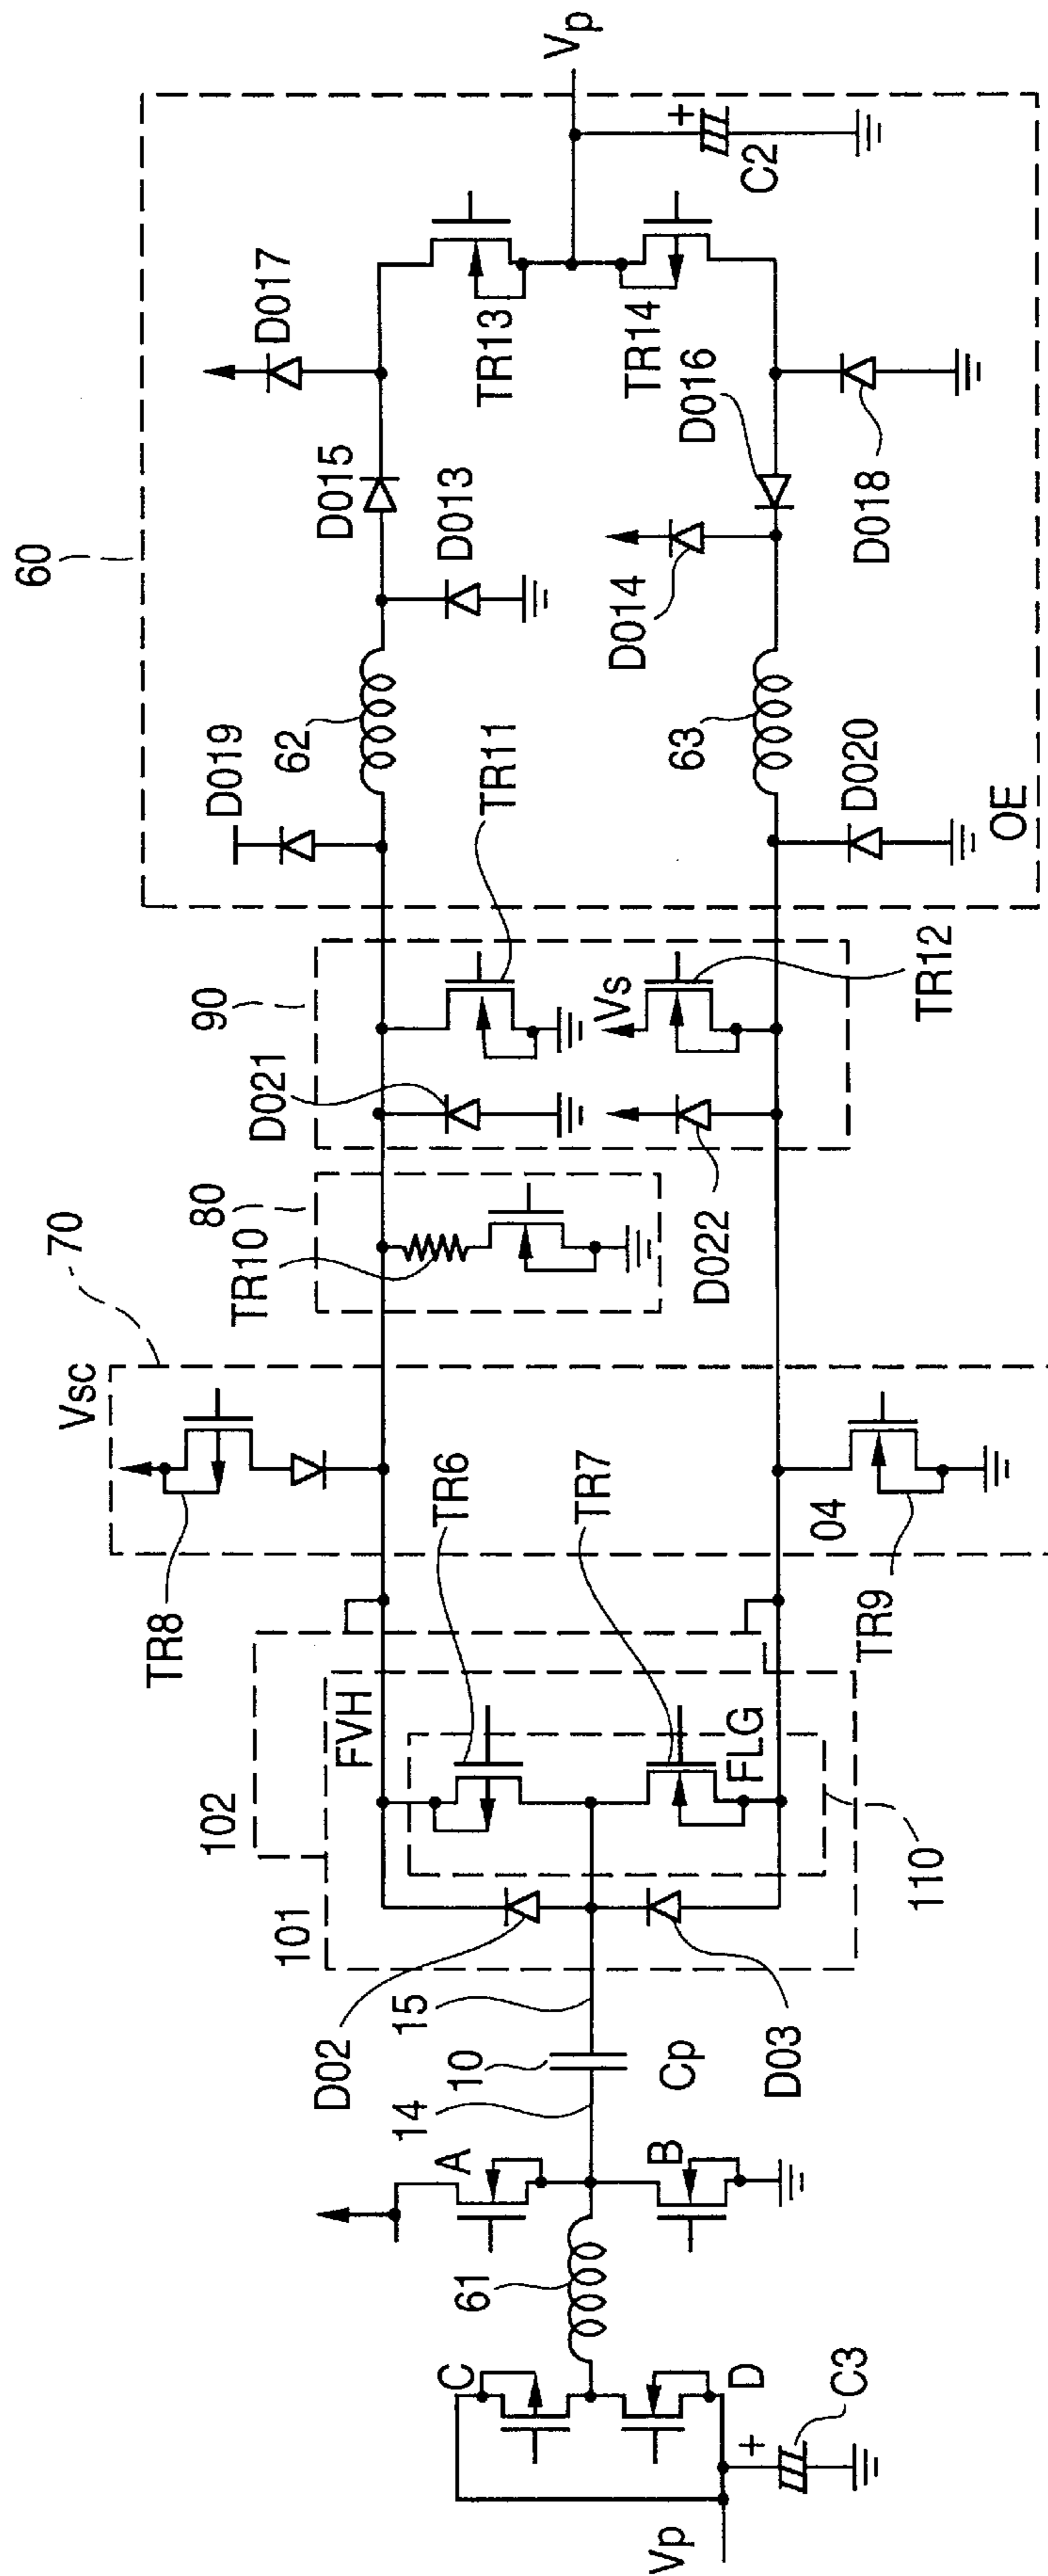 60
Vp
C2
D017
TR13
TR14
D015
D016
D013
D014
D018
D019
62
63
D020
OE
TR11
90
Vs
TR12
D021
80
TR10
D022
70
Vsc
TR8
TR6
TR7
04
TR9
102
FVH
FLG
101
110
15
D02
10
Cp
D03
14
A
B
61
C
D
C3
Vp
+
+